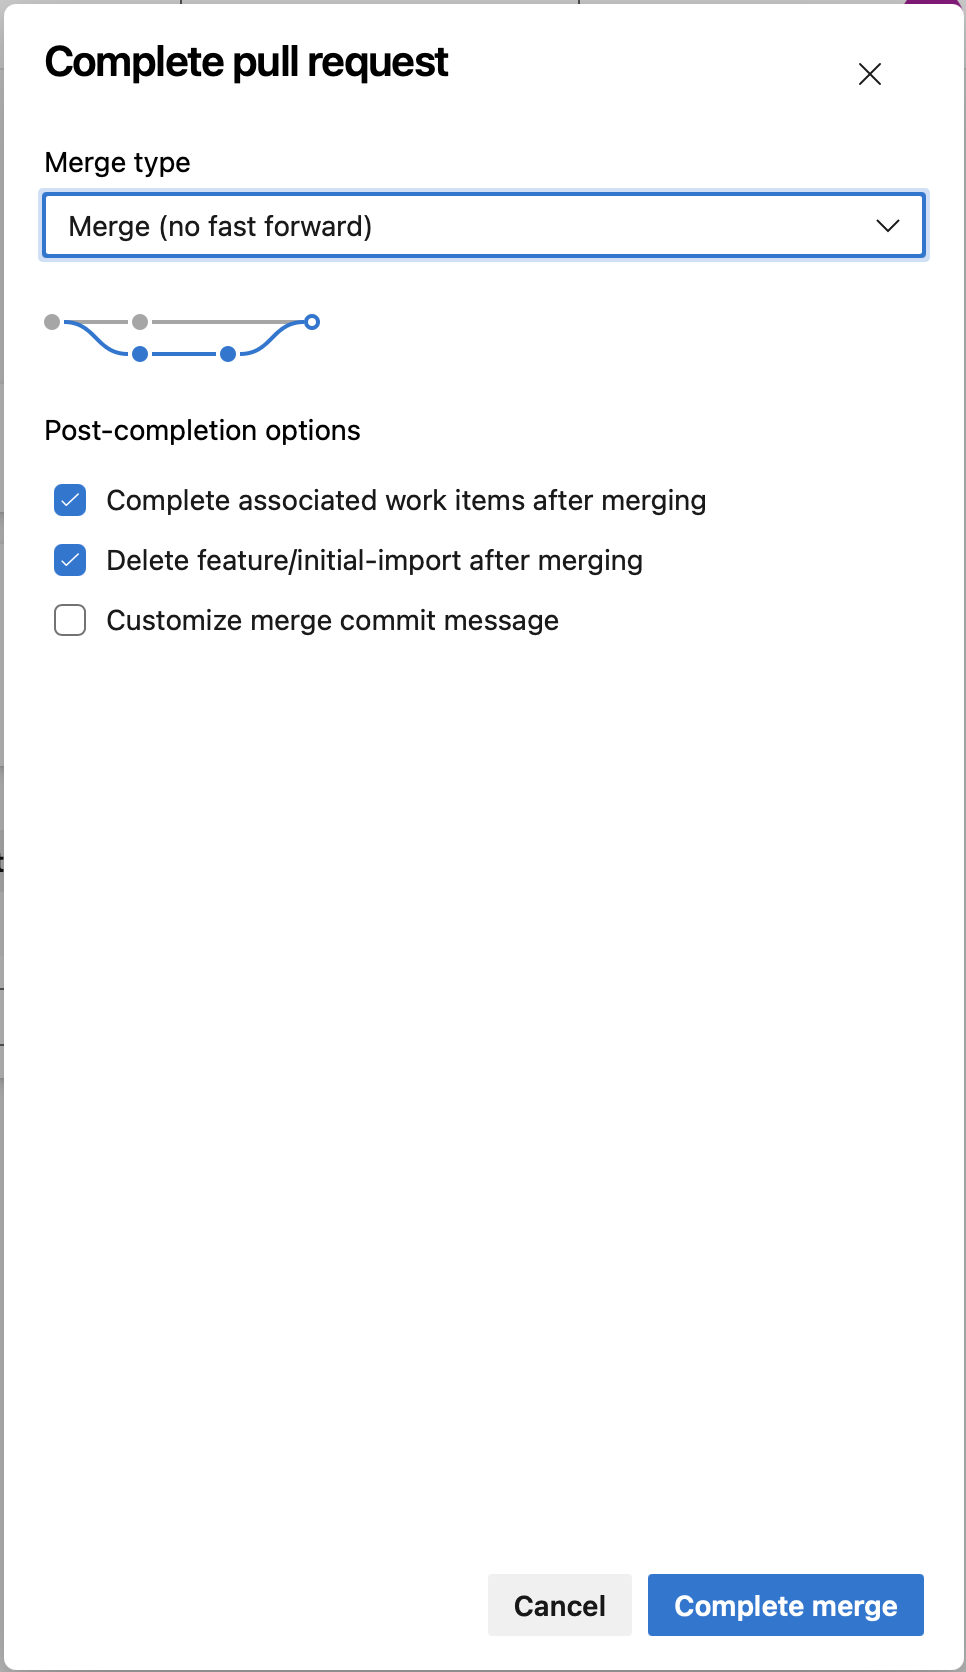 Complete pull request
Merge type
Merge (no fast forward)
Post-completion options
Complete associated work items after merging
Delete feature/initial-import after merging
Customize merge commit message
Cancel
Complete merge